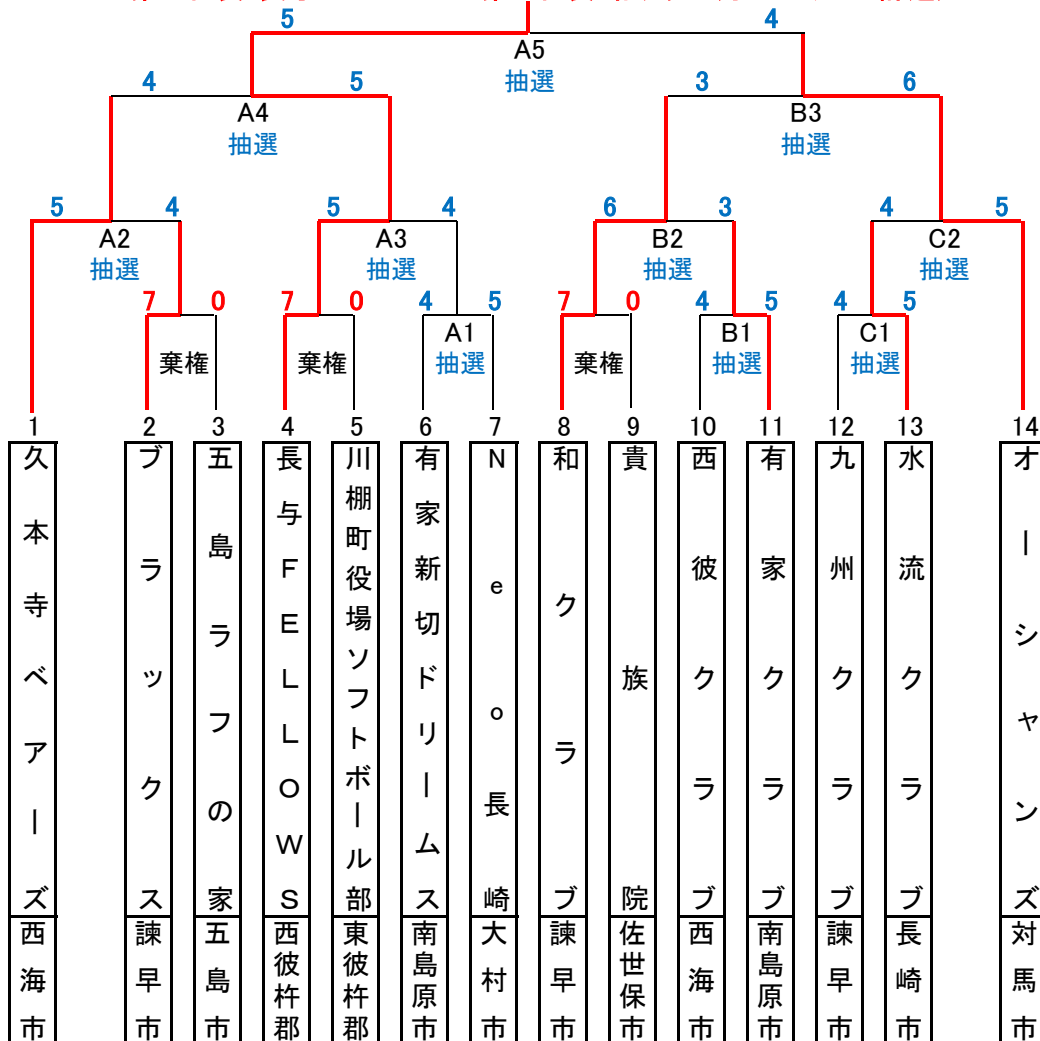 5 4
A5
抽選
4 5 3 6
A4 B3
抽選 抽選
5 4 5 4 6 3 4 5
A2 A3 B2 C2
抽選 抽選 抽選 抽選
7 0 7 0 4 5 7 0 4 5 4 5
A1 B1 C1
棄権 棄権 抽選 棄権 抽選 抽選
1 2 3 4 5 6 7 8 9 10 11 12 13 14
久本寺ベアーズ
西海市
ブラックス
諫早市
五島ラフの家
五島市
長与FELLOWS
西彼杵郡
川棚町役場ソフトボール部
東彼杵郡
有家新切ドリームス
南島原市
Neo長崎
大村市
和クラブ
諫早市
貴族院
佐世保市
西彼クラブ
西海市
有家クラブ
南島原市
九州クラブ
諫早市
水流クラブ
長崎市
オーシャンズ
対馬市